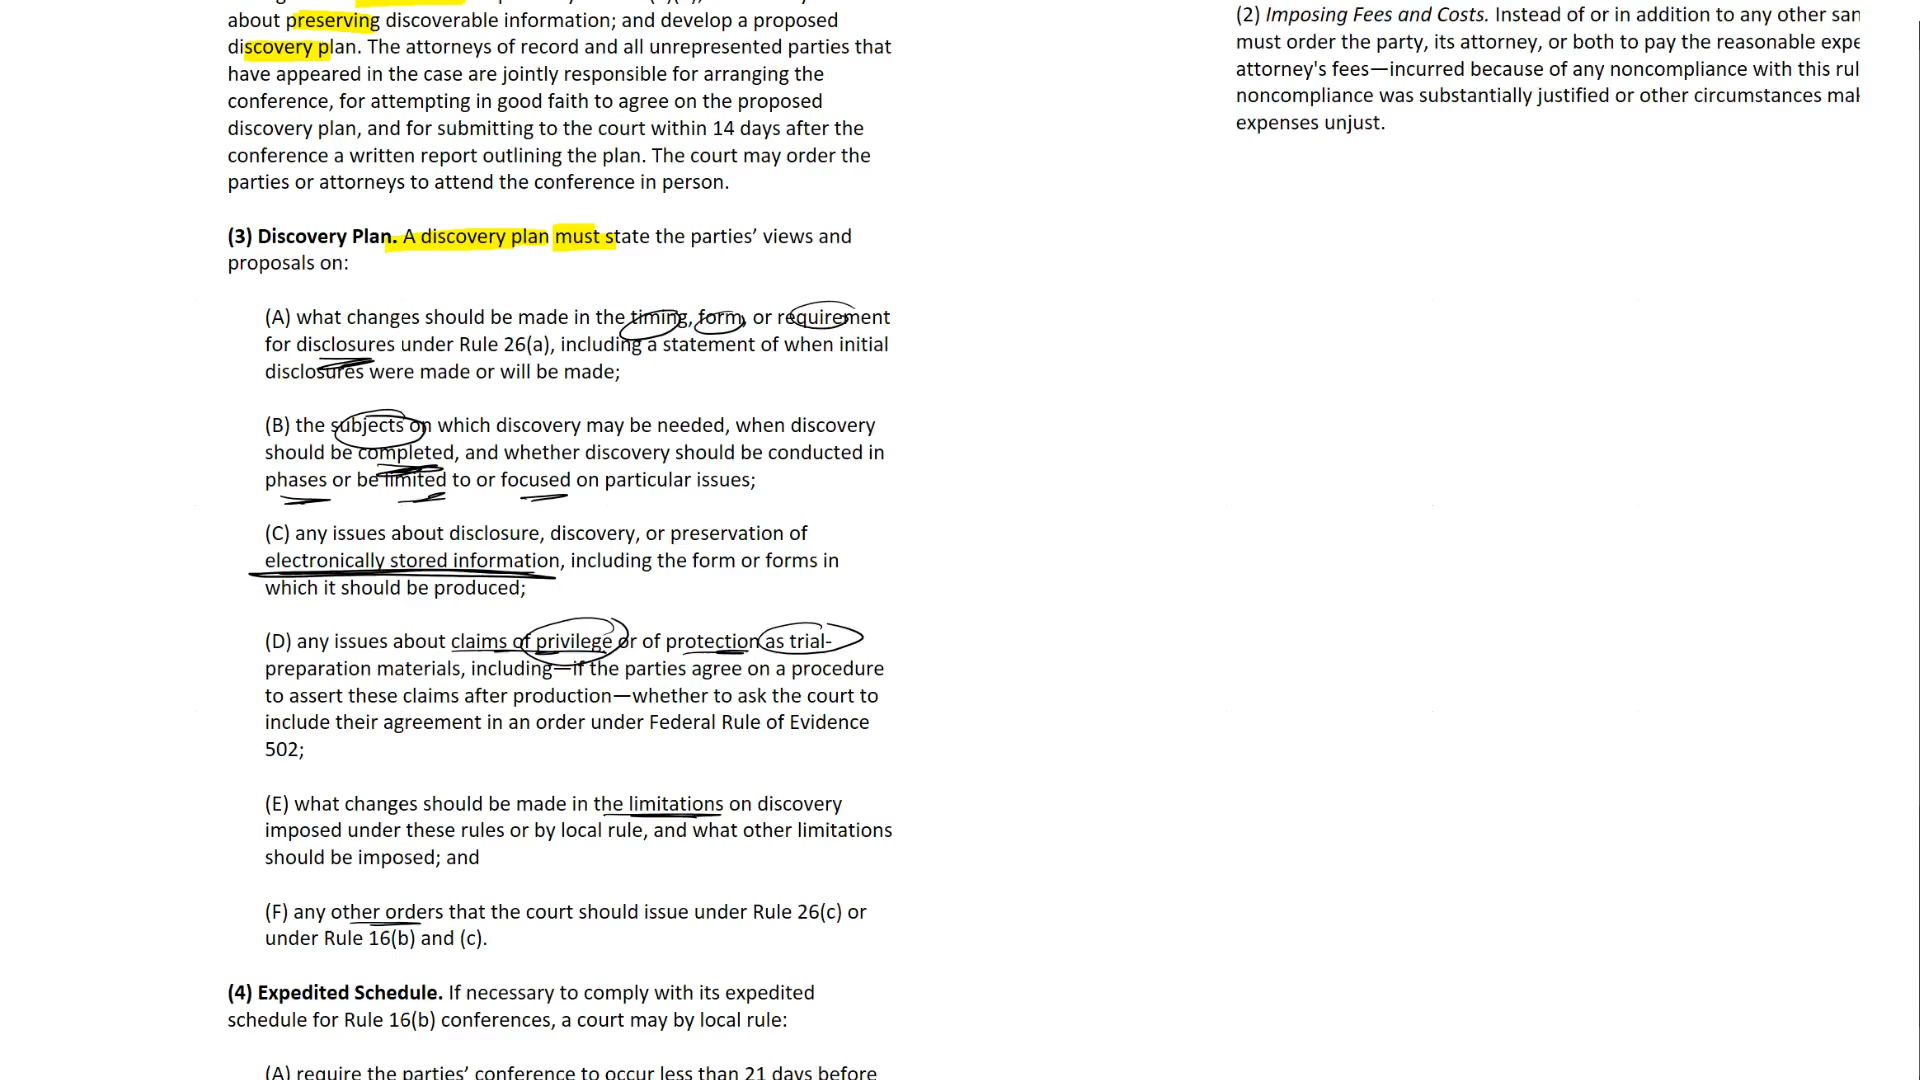 about preserving discoverable information; and develop a proposed
discovery plan. The attorneys of record and all unrepresented parties that
have appeared in the case are jointly responsible for arranging the
conference, for attempting in good faith to agree on the proposed
discovery plan, and for submitting to the court within 14 days after the
conference a written report outlining the plan. The court may order the
parties or attorneys to attend the conference in person.
(3) Discovery Plan. A discovery plan must state the parties’ views and
proposals on:
(A) what changes should be made in the timing, form, or requirement
for disclosures under Rule 26(a), including a statement of when initial
disclosures were made or will be made;
(B) the subjects on which discovery may be needed, when discovery
should be completed, and whether discovery should be conducted in
phases or be limited to or focused on particular issues;
(C) any issues about disclosure, discovery, or preservation of
electronically stored information, including the form or forms in
which it should be produced;
(D) any issues about claims of privilege or of protection as trial-
preparation materials, including—if the parties agree on a procedure
to assert these claims after production—whether to ask the court to
include their agreement in an order under Federal Rule of Evidence
502;
(E) what changes should be made in the limitations on discovery
imposed under these rules or by local rule, and what other limitations
should be imposed; and
(F) any other orders that the court should issue under Rule 26(c) or
under Rule 16(b) and (c).
(4) Expedited Schedule. If necessary to comply with its expedited
schedule for Rule 16(b) conferences, a court may by local rule:
(A) require the parties’ conference to occur less than 21 days before
(2) Imposing Fees and Costs. Instead of or in addition to any other
must order the party, its attorney, or both to pay the reasonable
attorney's fees—incurred because of any noncompliance with this
noncompliance was substantially justified or other circumstances
expenses unjust.